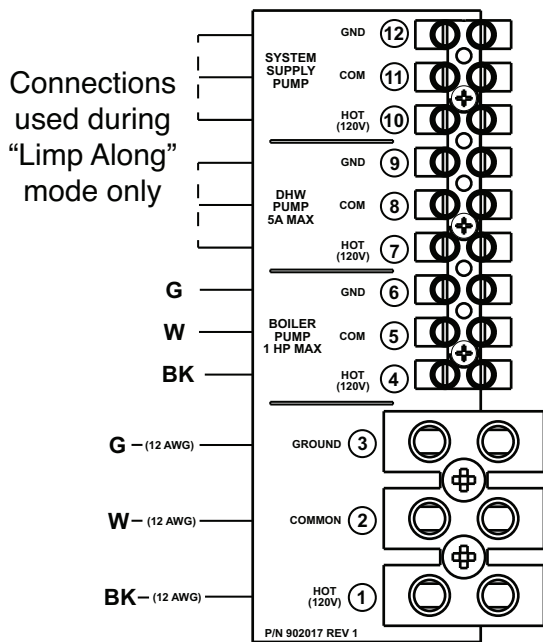 Connections
used during
“Limp Along”
mode only
SYSTEM
SUPPLY
PUMP
GND 12
COM 11
HOT
(120V) 10
DHW
PUMP
5A MAX
GND 9
COM 8
HOT
(120V) 7
G
W
BK
BOILER
PUMP
1 HP MAX
GND 6
COM 5
HOT
(120V) 4
G (12 AWG) GROUND 3
W (12 AWG) COMMON 2
BK (12 AWG) HOT
(120V) 1
P/N 902017 REV 1